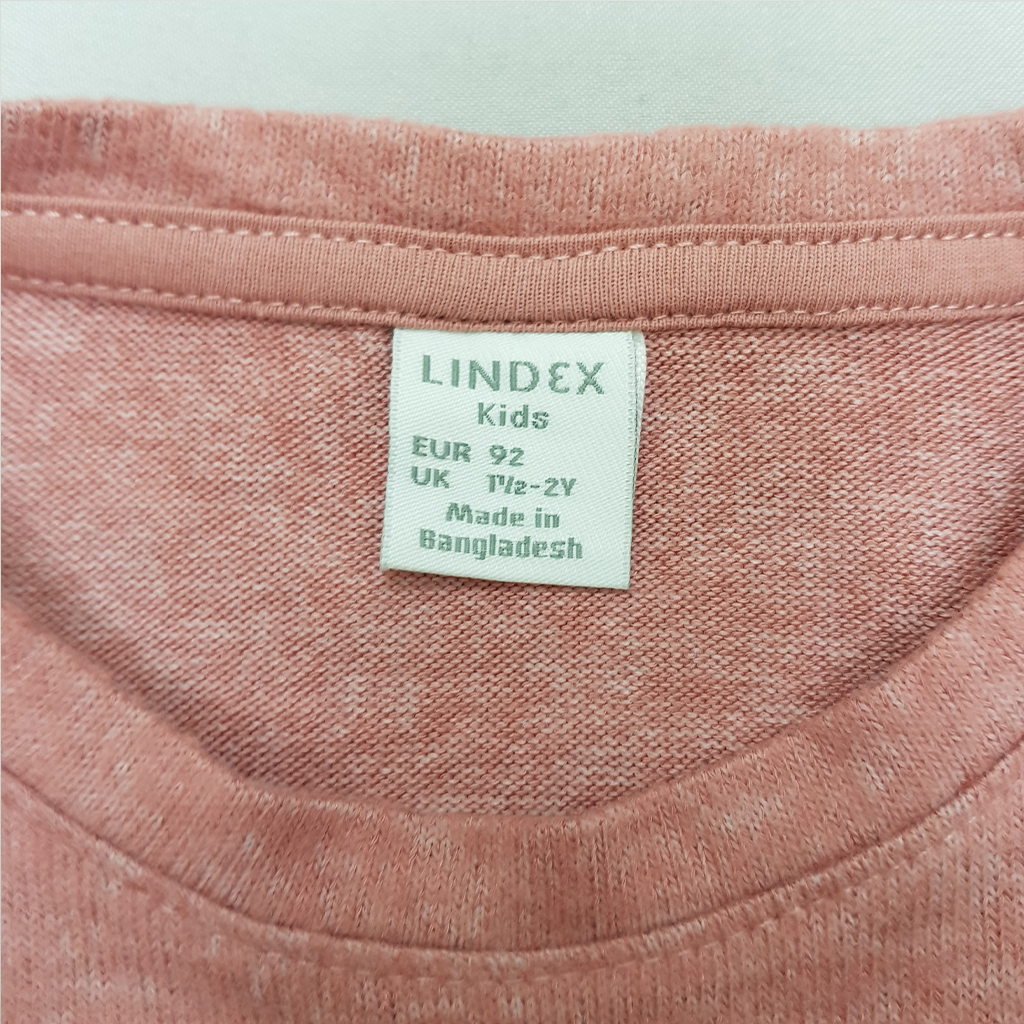 LINDEX
Kids
EUR 92
UK 1½-2Y
Made in
Bangladesh